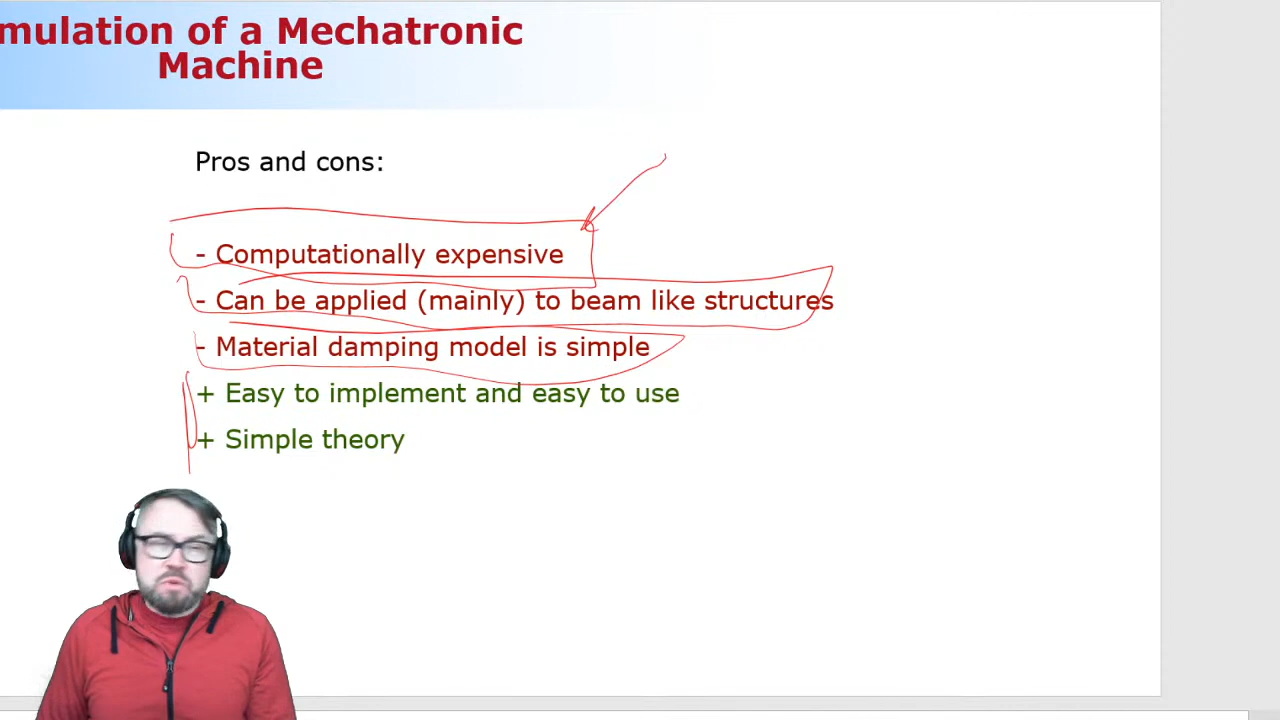 mulation of a Mechatronic
Machine
Pros and cons:
- Computationally expensive
- Can be applied (mainly) to beam like structures
- Material damping model is simple
+ Easy to implement and easy to use
+ Simple theory